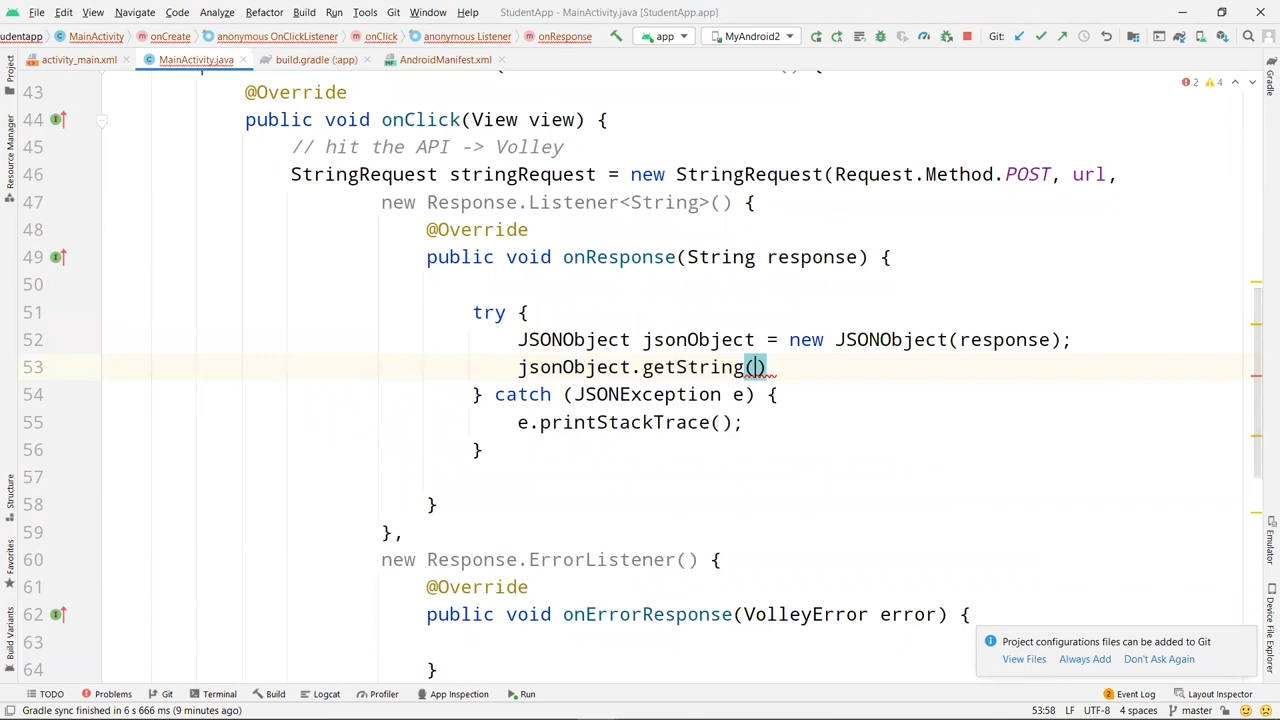 File Edit View Navigate Code Analyze Refactor Build Run Tools Git Window Help StudentApp - MainActivity.java [StudentApp.app]
studentapp MainActivity onCreate anonymous OnClickListener onClick anonymous Listener onResponse app MyAndroid2 Git:
activity_main.xml MainActivity.java build.gradle (:app) AndroidManifest.xml
2 4
43 @Override
44 public void onClick(View view) {
45 // hit the API -> Volley
46 StringRequest stringRequest = new StringRequest(Request.Method.POST, url,
47 new Response.Listener<String>() {
48 @Override
49 public void onResponse(String response) {
50
51 try {
52 JSONObject jsonObject = new JSONObject(response);
53 jsonObject.getString()
54 } catch (JSONException e) {
55 e.printStackTrace();
56 }
57
58 }
59 },
60 new Response.ErrorListener() {
61 @Override
62 public void onErrorResponse(VolleyError error) {
63
64 }
Project
Resource Manager
Structure
Favorites
Build Variants
Gradle
Emulator
Device File Explorer
Project configurations files can be added to Git
View Files Always Add Don't Ask Again
TODO Problems Git Terminal Build Logcat Profiler App Inspection Run 2 Event Log Layout Inspector
Gradle sync finished in 6 s 666 ms (9 minutes ago) 53:58 LF UTF-8 4 spaces master